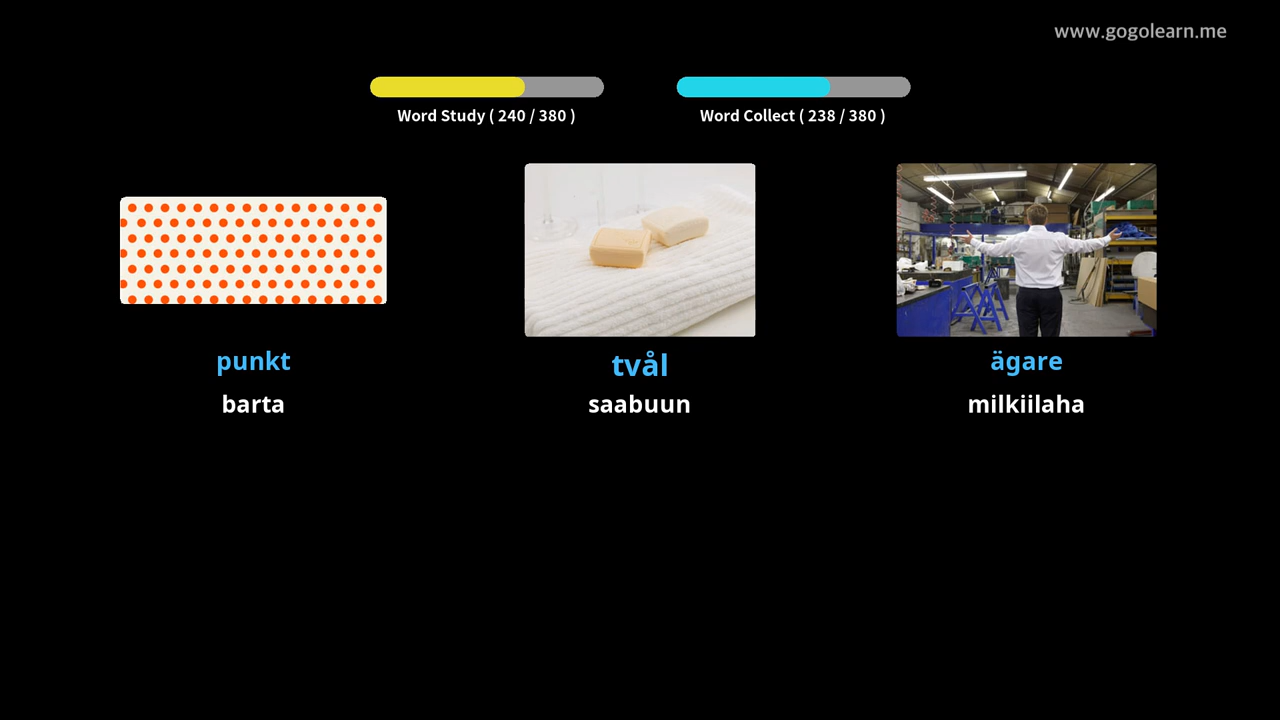 www.gogolearn.me
Word Study ( 240 / 380 )
Word Collect ( 238 / 380 )
punkt
barta
tvål
saabuun
ägare
milkiilaha